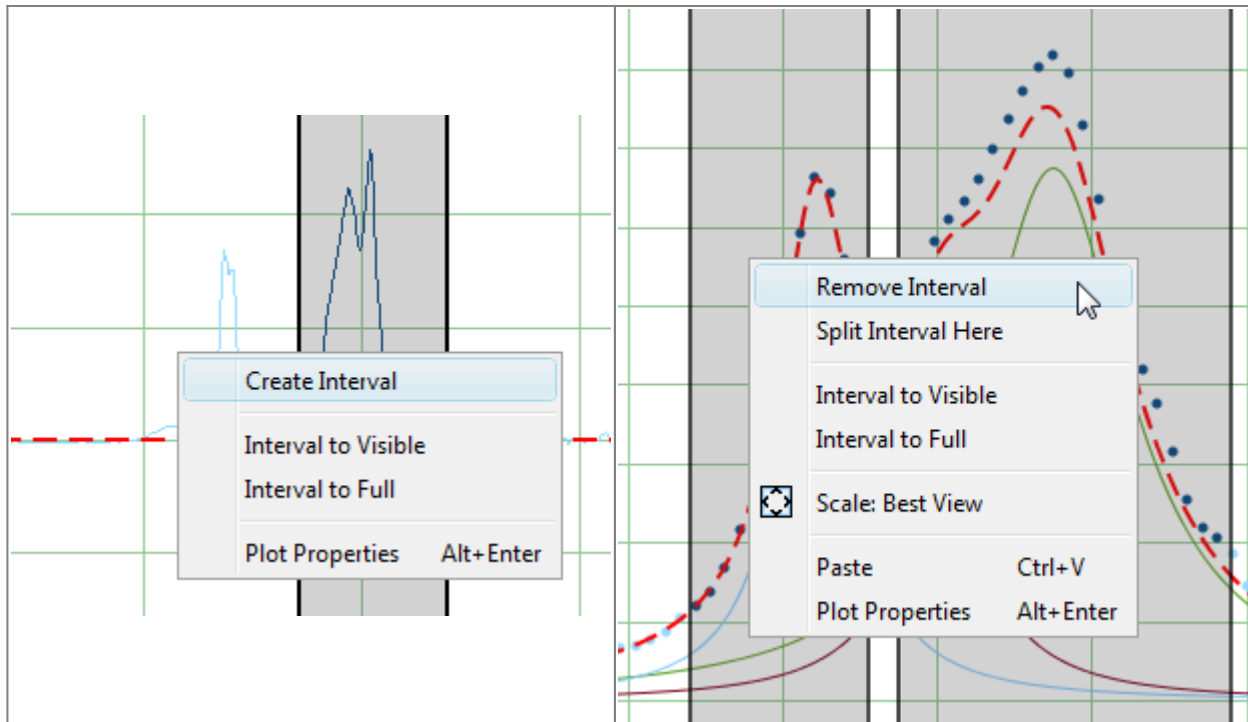 Create Interval
Interval to Visible
Interval to Full
Plot Properties Alt+Enter
Remove Interval
Split Interval Here
Interval to Visible
Interval to Full
Scale: Best View
Paste Ctrl+V
Plot Properties Alt+Enter